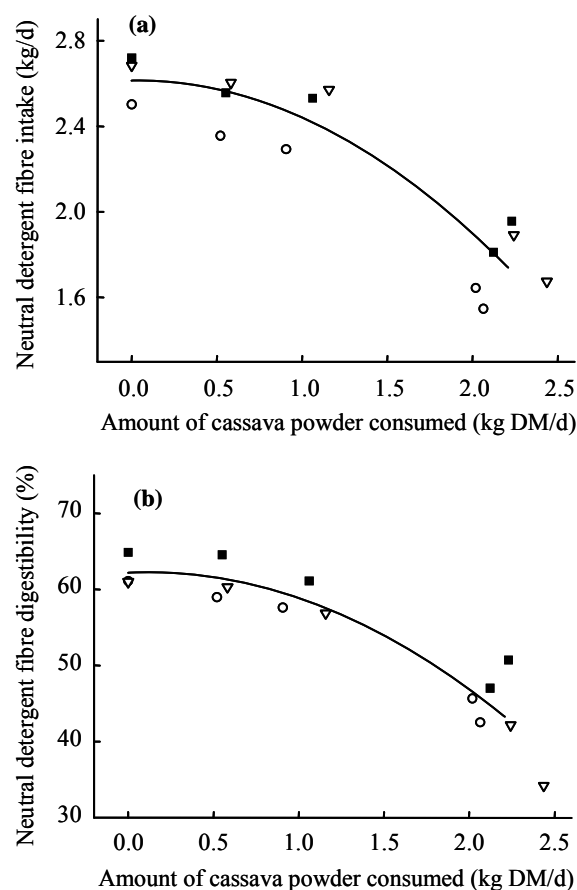 (a)
Neutral detergent fibre intake (kg/d)
2.8
2.4
2.0
1.6
0.0 0.5 1.0 1.5 2.0 2.5
Amount of cassava powder consumed (kg DM/d)
(b)
Neutral detergent fibre digestibility (%)
70
60
50
40
30
0.0 0.5 1.0 1.5 2.0 2.5
Amount of cassava powder consumed (kg DM/d)